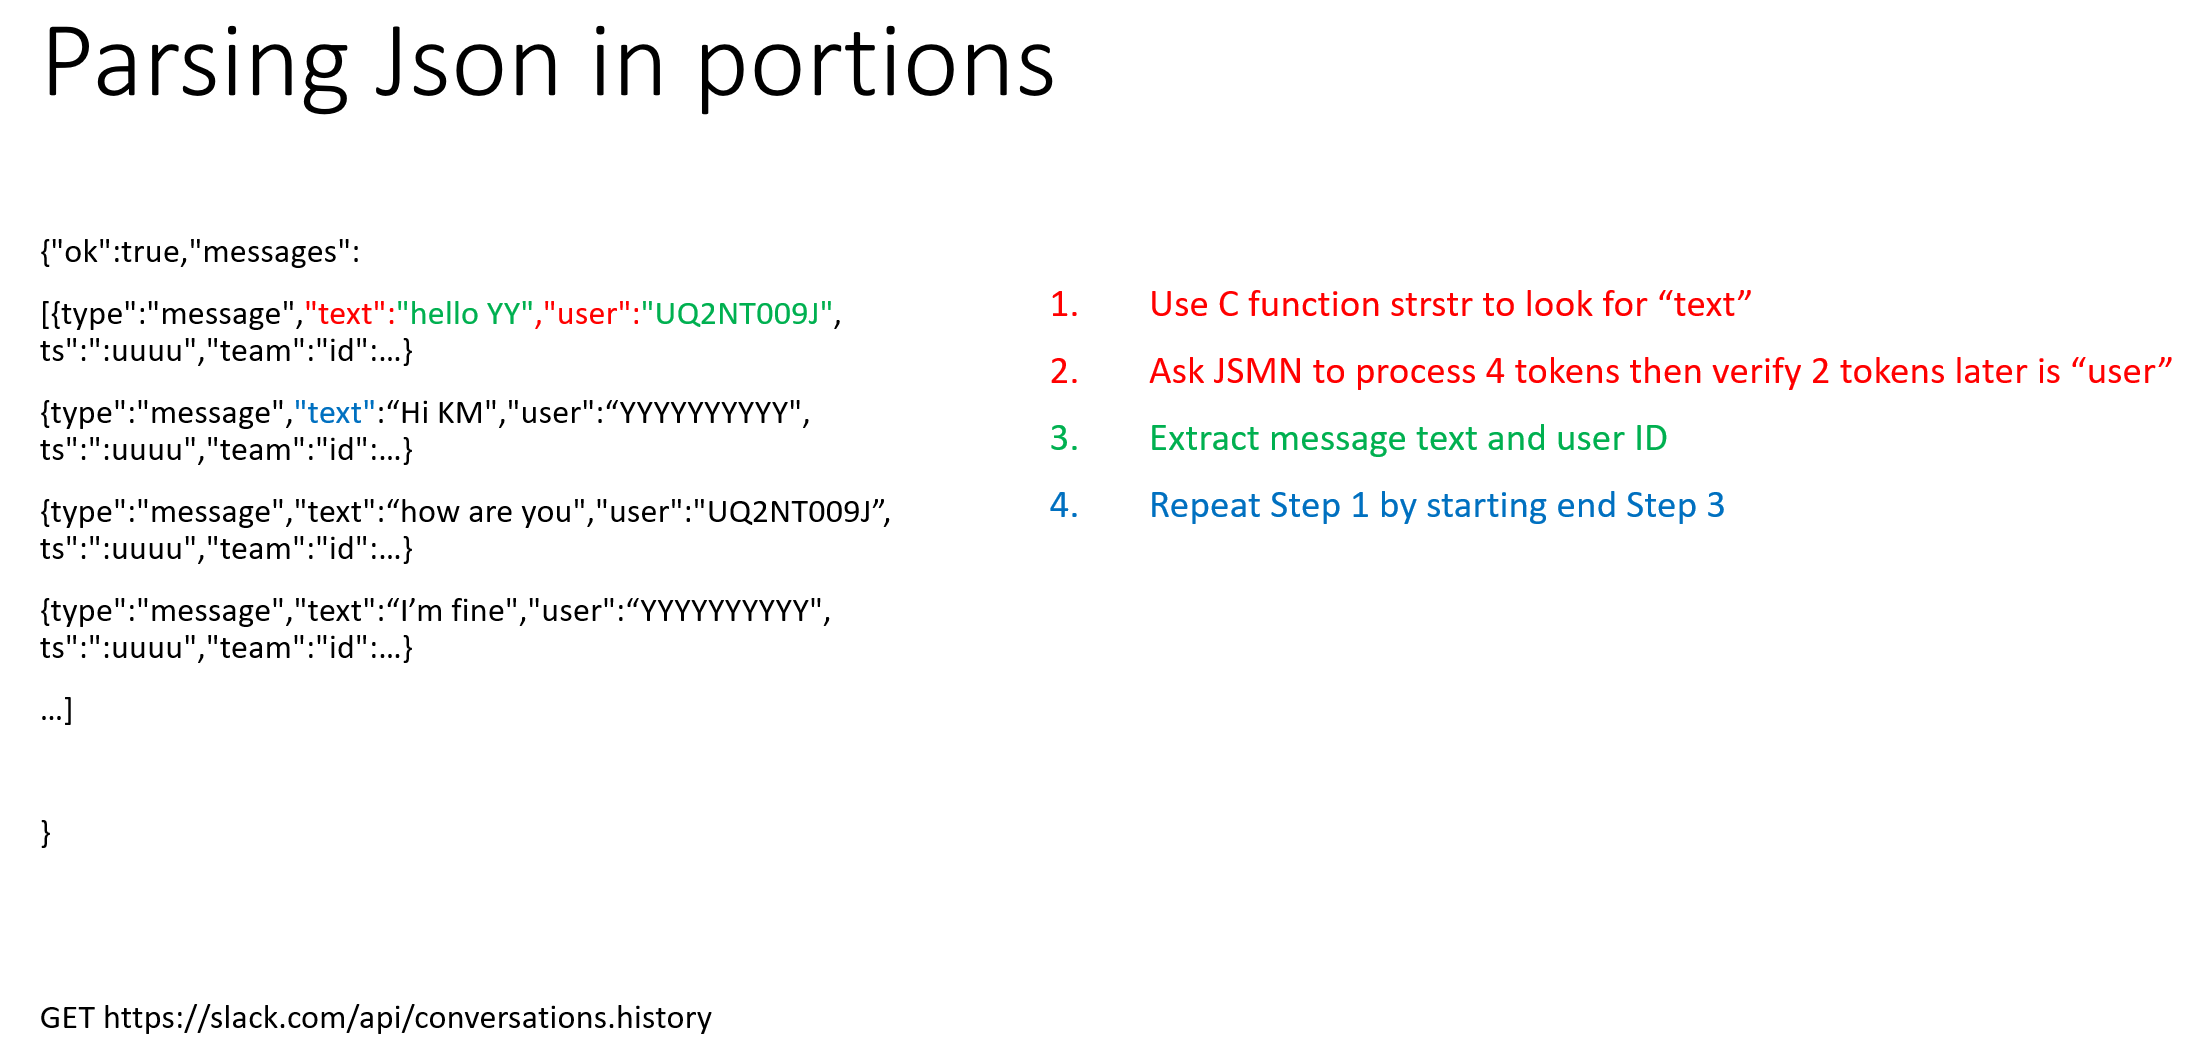 Parsing Json in portions
{"ok":true,"messages":
[{type":"message","text":"hello YY","user":"UQ2NT009J",
ts":":uuuu","team":"id":...}
{type":"message","text":“Hi KM","user":“YYYYYYYYYY",
ts":":uuuu","team":"id":...}
{type":"message","text":“how are you","user":"UQ2NT009J”,
ts":":uuuu","team":"id":...}
{type":"message","text":“I’m fine","user":“YYYYYYYYYY",
ts":":uuuu","team":"id":...}
...]
}
1. Use C function strstr to look for “text”
2. Ask JSMN to process 4 tokens then verify 2 tokens later is “user”
3. Extract message text and user ID
4. Repeat Step 1 by starting end Step 3
GET https://slack.com/api/conversations.history